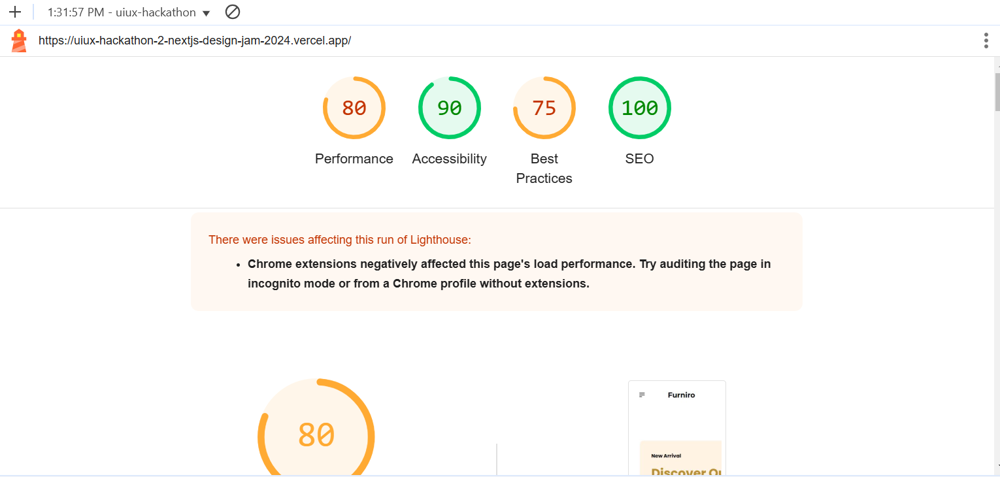 1:31:57 PM - uiux-hackathon
https://uiux-hackathon-2-nextjs-design-jam-2024.vercel.app/
80
90
75
100
Performance
Accessibility
Best
Practices
SEO
There were issues affecting this run of Lighthouse:
Chrome extensions negatively affected this page's load performance. Try auditing the page in
incognito mode or from a Chrome profile without extensions.
80
Furniro
New Arrival
Discover